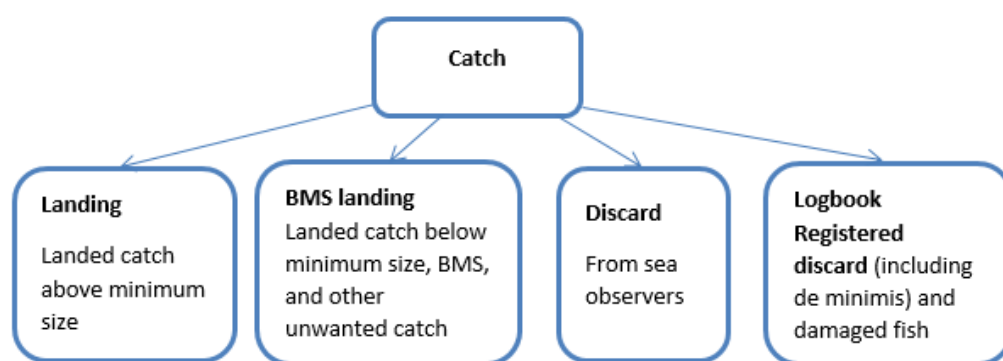 Catch
Landing
Landed catch
above minimum
size
BMS landing
Landed catch below
minimum size, BMS,
and other
unwanted catch
Discard
From sea
observers
Logbook
Registered
discard (including
de minimis) and
damaged fish